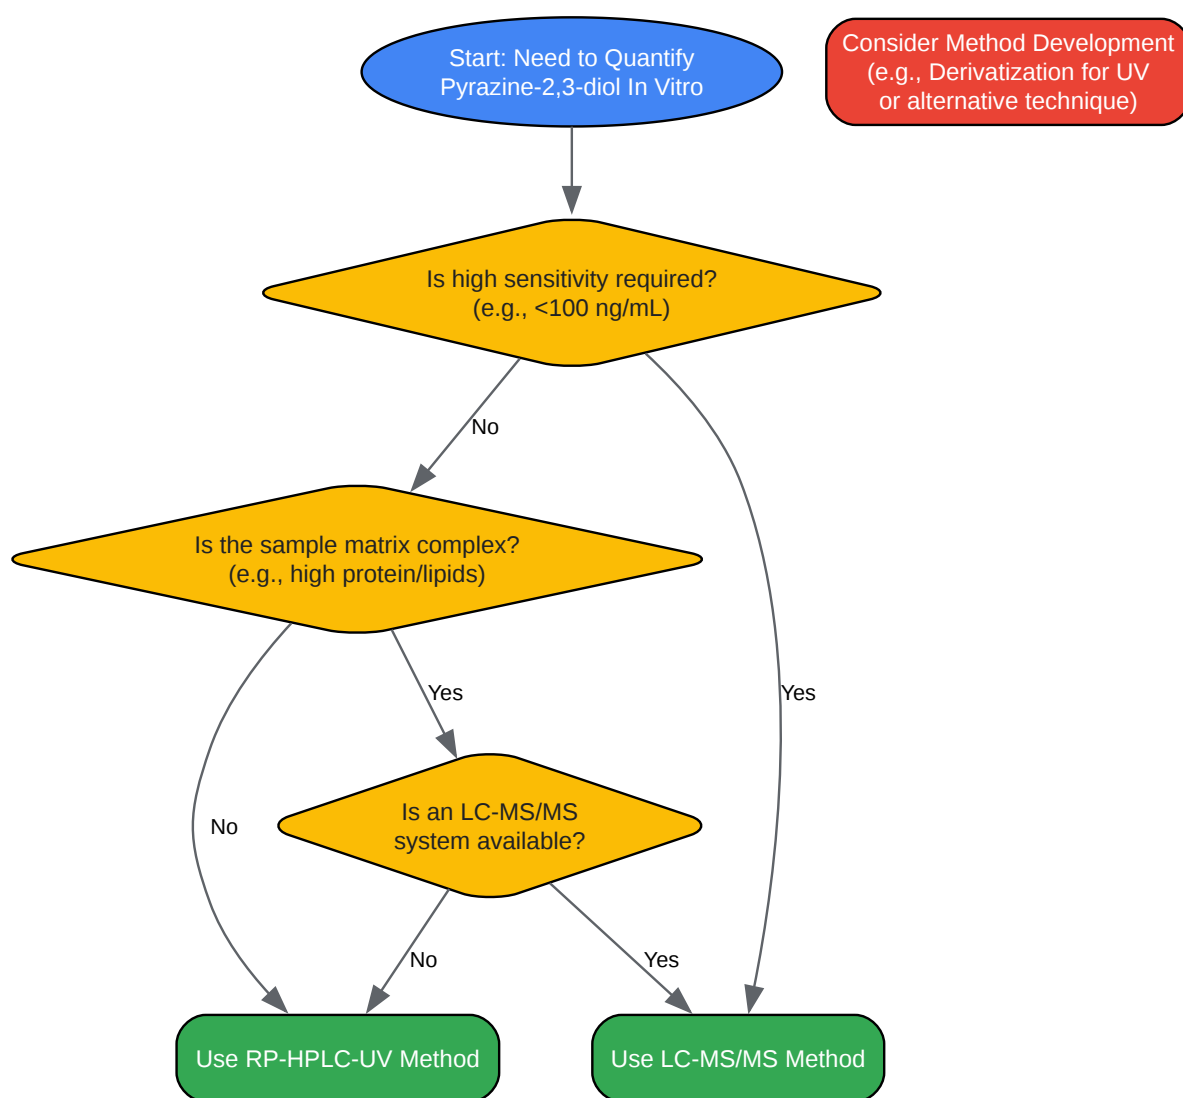 Start: Need to Quantify
Pyrazine-2,3-diol In Vitro
Consider Method Development
(e.g., Derivatization for UV
or alternative technique)
Is high sensitivity required?
(e.g., <100 ng/mL)
No
Is the sample matrix complex?
(e.g., high protein/lipids)
Yes
Yes
Is an LC-MS/MS
system available?
No
No
Yes
Use RP-HPLC-UV Method
Use LC-MS/MS Method